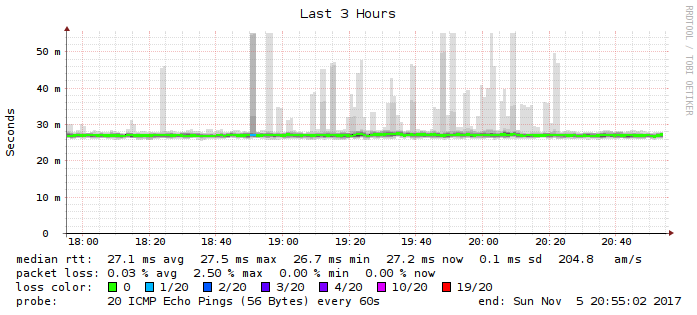 Last 3 Hours
RRDTOOL / TOBI OETIKER
Seconds
50 m
40 m
30 m
20 m
10 m
0
18:00 18:20 18:40 19:00 19:20 19:40 20:00 20:20 20:40
median rtt: 27.1 ms avg 27.5 ms max 26.7 ms min 27.2 ms now 0.1 ms sd 204.8 am/s
packet loss: 0.03 % avg 2.50 % max 0.00 % min 0.00 % now
loss color: 0 1/20 2/20 3/20 4/20 10/20 19/20
probe: 20 ICMP Echo Pings (56 Bytes) every 60s end: Sun Nov 5 20:55:02 2017